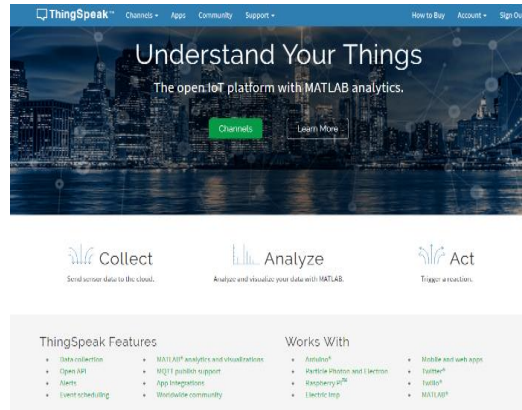 ThingSpeak™ Channels Apps Community Support How to Buy Account Sign Ou
Understand Your Things
The open IoT platform with MATLAB analytics.
Channels Learn More
Collect
Send sensor data to the cloud.
Analyze
Analyze and visualize your data with MATLAB.
Act
Trigger a reaction.
ThingSpeak Features
Data collection
Open API
Alerts
Event scheduling
MATLAB® analytics and visualizations
MQTT publish support
App integrations
Worldwide community
Works With
Arduino®
Particle Photon and Electron
Raspberry Pi™
Electric Imp
Mobile and web apps
Twitter®
Twilio®
MATLAB®